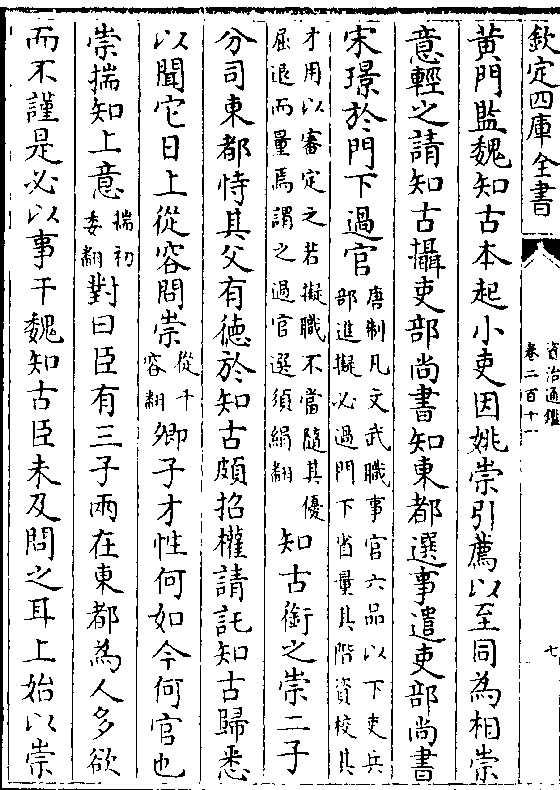 欽定四庫全書
資治通鑑
卷二百十一
七
黄門監魏知古本起小吏因姚崇引薦以至同為相崇
意輕之請知古攝吏部尚書知東都選事遣吏部尚書
宋璟於門下過官
唐制凡文武職事官六品以下吏兵
部進擬必過門下省量其階資校其
才用以審定之若擬職不當隨其優
屈退而量焉謂之過官選須絹翻
知古銜之崇二子
分司東都恃其父有徳於知古頗招權請託知古歸悉
以聞它日上從容問崇
從千
容翻
卿子才性何如今何官也
崇揣知上意
揣初
委翻
對曰臣有三子兩在東都為人多欲
而不謹是必以事干魏知古臣未及問之耳上始以崇